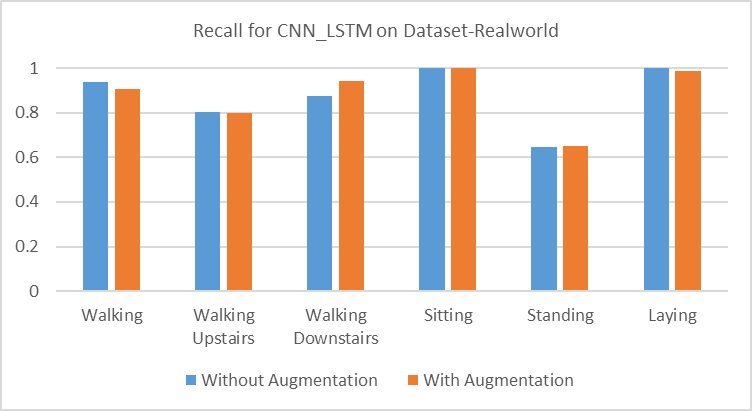 Recall for CNN_LSTM on Dataset-Realworld
1
0.8
0.6
0.4
0.2
0
Walking
Walking Upstairs
Walking Downstairs
Sitting
Standing
Laying
Without Augmentation
With Augmentation